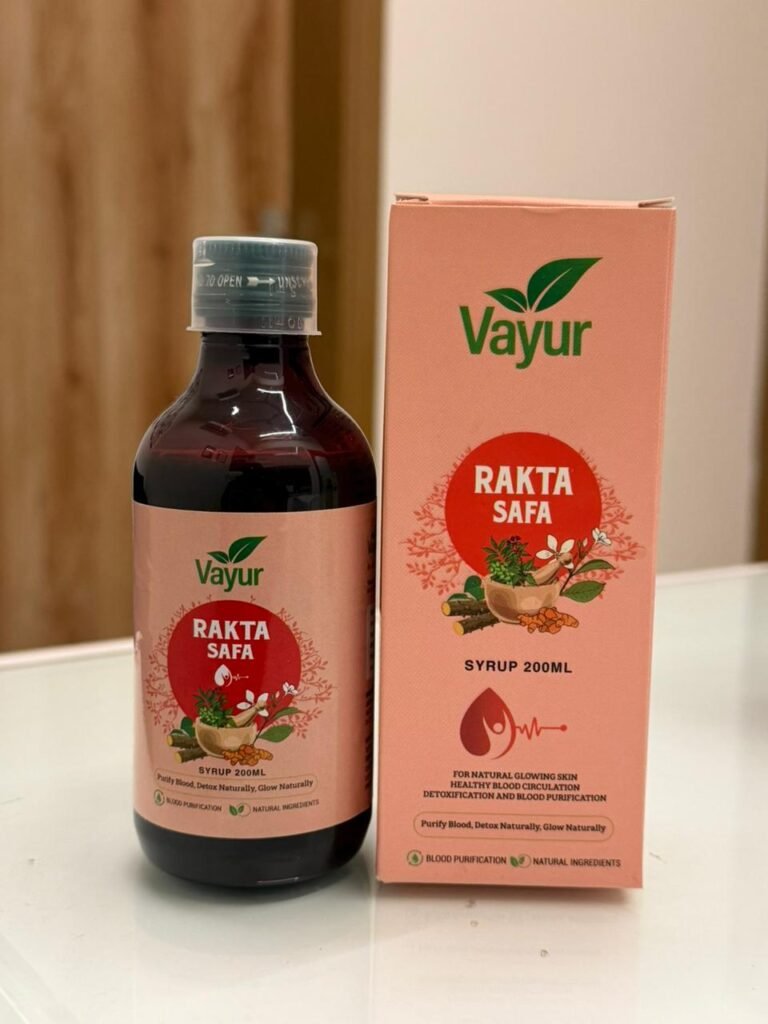 TO OPEN
Vayur
RAKTA
SAFA
SYRUP 200ML
Purify Blood, Detox Naturally, Glow Naturally
BLOOD PURIFICATION
NATURAL INGREDIENTS
Vayur
RAKTA
SAFA
SYRUP 200ML
FOR NATURAL GLOWING SKIN
HEALTHY BLOOD CIRCULATION
DETOXIFICATION AND BLOOD PURIFICATION
Purify Blood, Detox Naturally, Glow Naturally
BLOOD PURIFICATION
NATURAL INGREDIENTS